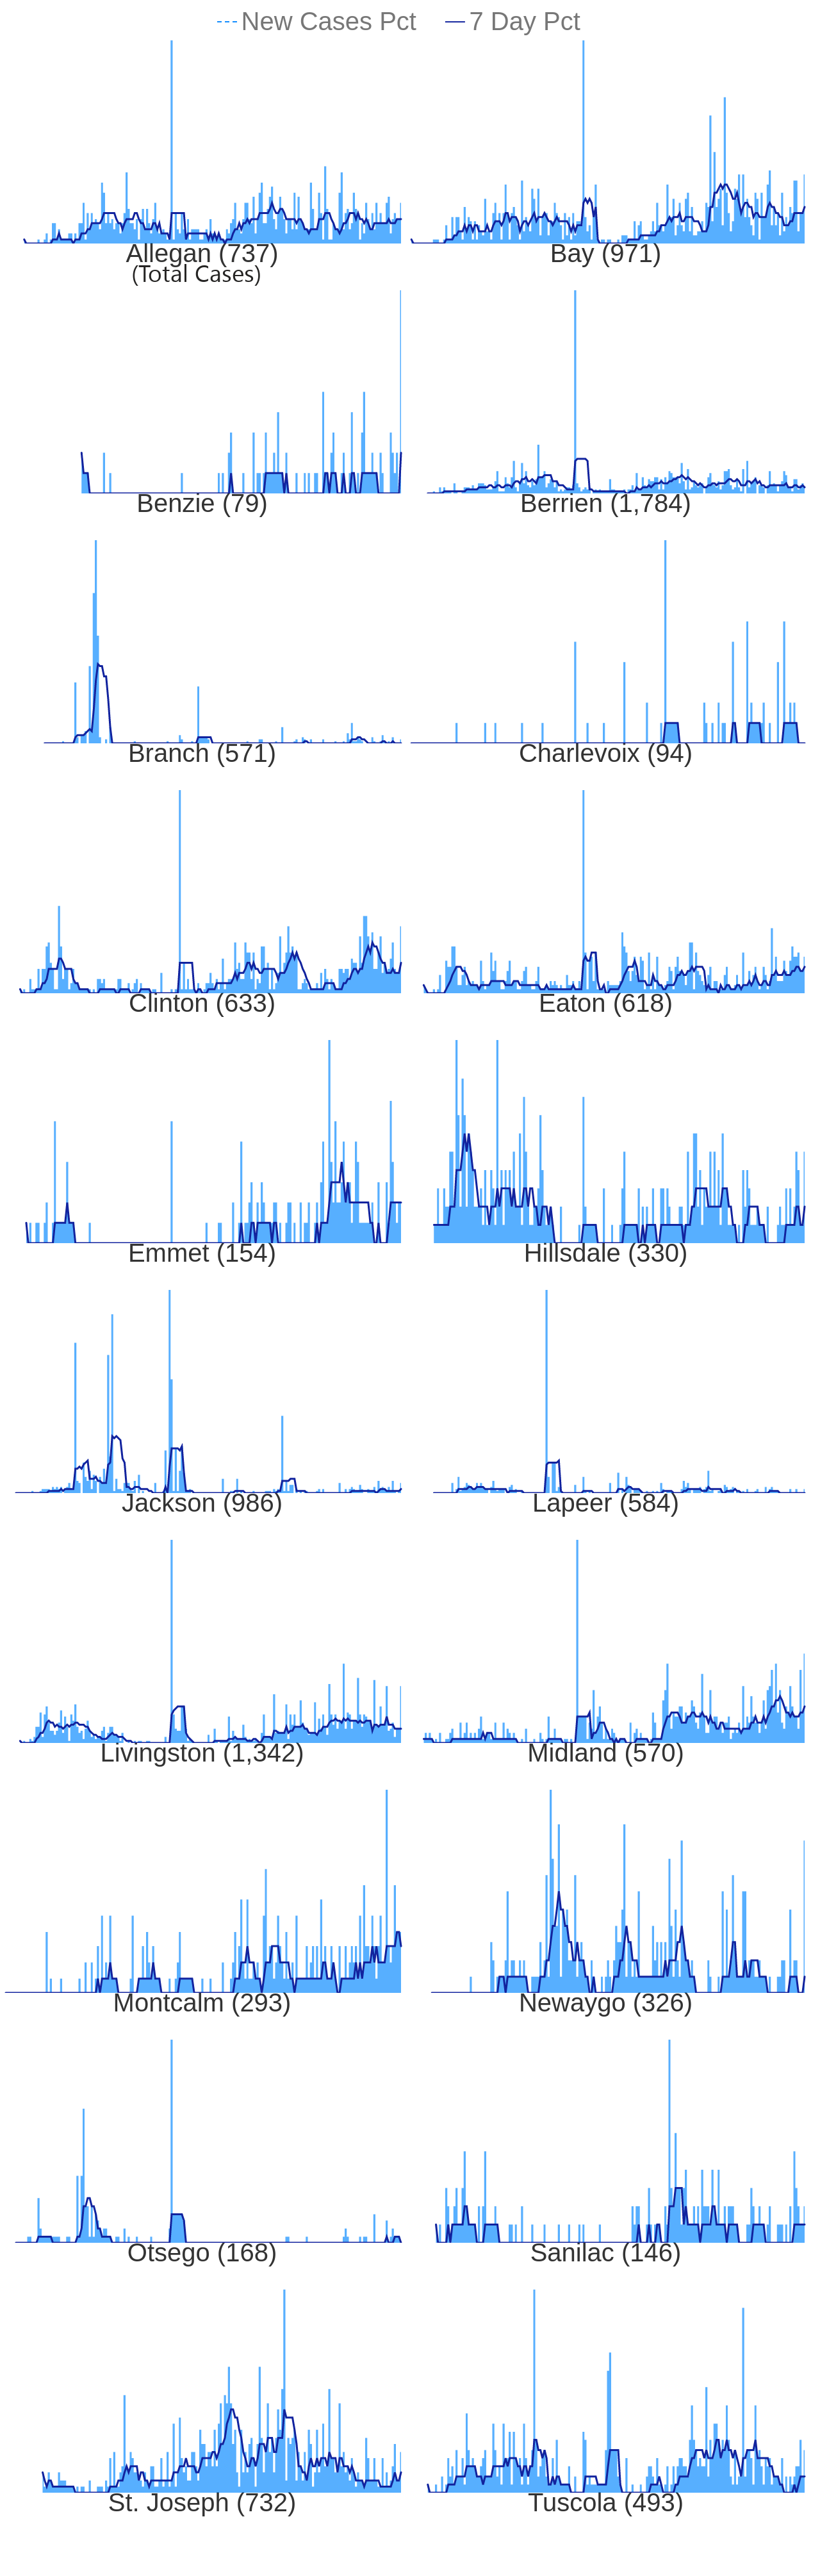 New Cases Pct 7 Day Pct
Allegan (737) Bay (971)
(Total Cases)
Benzie (79) Berrien (1,784)
Branch (571) Charlevoix (94)
Clinton (633) Eaton (618)
Emmet (154) Hillsdale (330)
Jackson (986) Lapeer (584)
Livingston (1,342) Midland (570)
Montcalm (293) Newaygo (326)
Otsego (168) Sanilac (146)
St. Joseph (732) Tuscola (493)